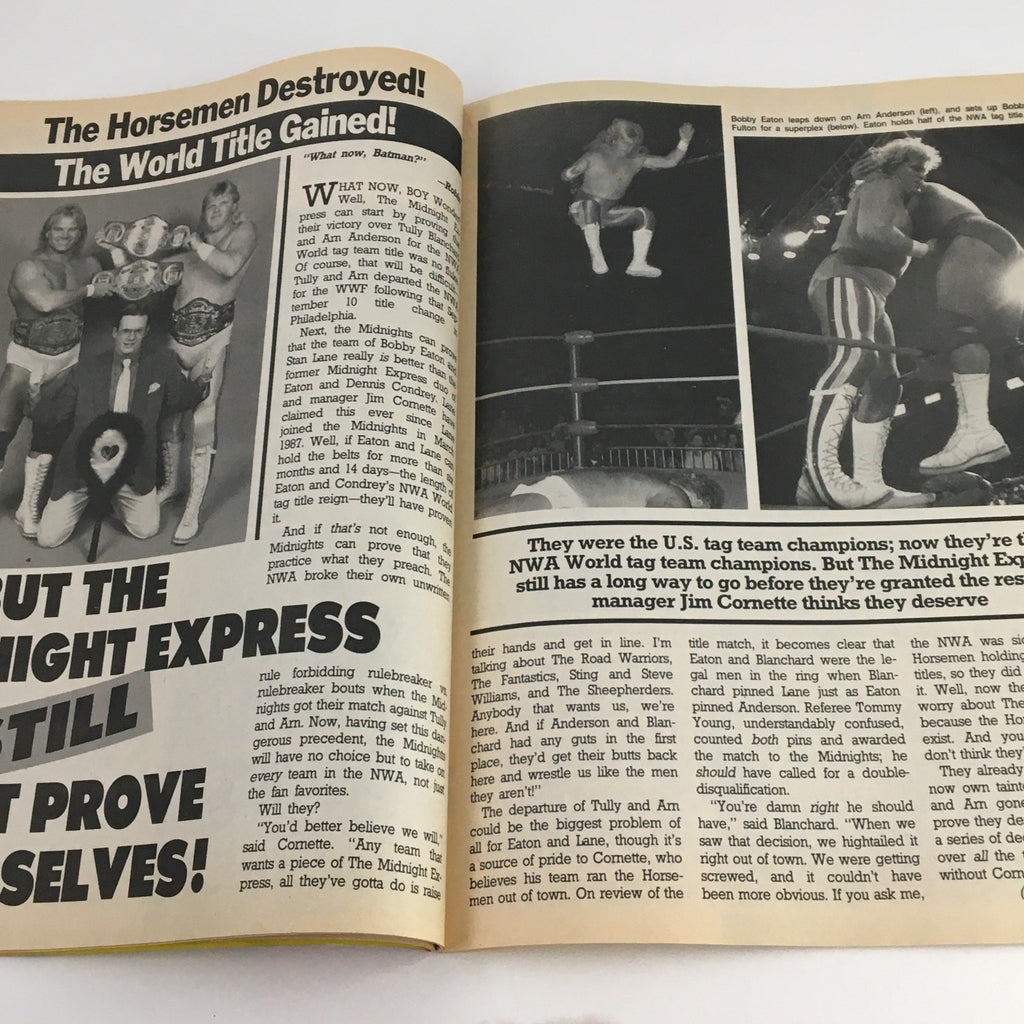 The Horsemen Destroyed!
The World Title Gained!
"What now, Batman?"
WHAT NOW, BOY
Well, The Midnight
press can start by proving
their victory over Tully
and Arn Anderson for the
World tag team title was no
Of course, that will be
Tully and Arn departed the
for the WWF following that
tember 10 title change in
Philadelphia.
Next, the Midnights can
that the team of Bobby Eaton
Stan Lane really is better than
former Midnight Express duo
Eaton and Dennis Condrey.
and manager Jim Cornette
claimed this ever since
joined the Midnights in
1987. Well, if Eaton and Lane
hold the belts for more than
months and 14 days—the length
Eaton and Condrey's NWA World
tag title reign—they'll have
it.
And if that's not enough, the
Midnights can prove that they
practice what they preach. The
NWA broke their own
BUT THE
NIGHT EXPRESS
STILL
PROVE
SELVES!
rule forbidding rulebreaker vs.
rulebreaker bouts when the Mid-
nights got their match against Tully
and Arn. Now, having set this dan-
gerous precedent, the Midnights
will have no choice but to take on
every team in the NWA, not just
the fan favorites.
Will they?
"You'd better believe we will,"
said Cornette. "Any team that
wants a piece of The Midnight Ex-
press, all they've gotta do is raise
Bobby Eaton leaps down on Arn Anderson (left), and sets up
Fulton for a superplex (below). Eaton holds half of the NWA tag title
They were the U.S. tag team champions; now they're
NWA World tag team champions. But The Midnight
still has a long way to go before they're granted the
manager Jim Cornette thinks they deserve
their hands and get in line. I'm
talking about The Road Warriors,
The Fantastics, Sting and Steve
Williams, and The Sheepherders.
Anybody that wants us, we're
here. And if Anderson and Blan-
chard had any guts in the first
place, they'd get their butts back
here and wrestle us like the men
they aren't!"
The departure of Tully and Arn
could be the biggest problem of
all for Eaton and Lane, though it's
a source of pride to Cornette, who
believes his team ran the Horse-
men out of town. On review of the
title match, it becomes clear that
Eaton and Blanchard were the le-
gal men in the ring when Blan-
chard pinned Lane just as Eaton
pinned Anderson. Referee Tommy
Young, understandably confused,
counted both pins and awarded
the match to the Midnights; he
should have called for a double-
disqualification.
"You're damn right he should
have," said Blanchard. "When we
saw that decision, we hightailed it
right out of town. We were getting
screwed, and it couldn't have
been more obvious. If you ask me,
the NWA was
Horsemen holding
titles, so they did
it. Well, now the
worry about The
because the
exist. And you
don't think they
They already
now own
and Arn gone
prove they
a series of
over all the
without